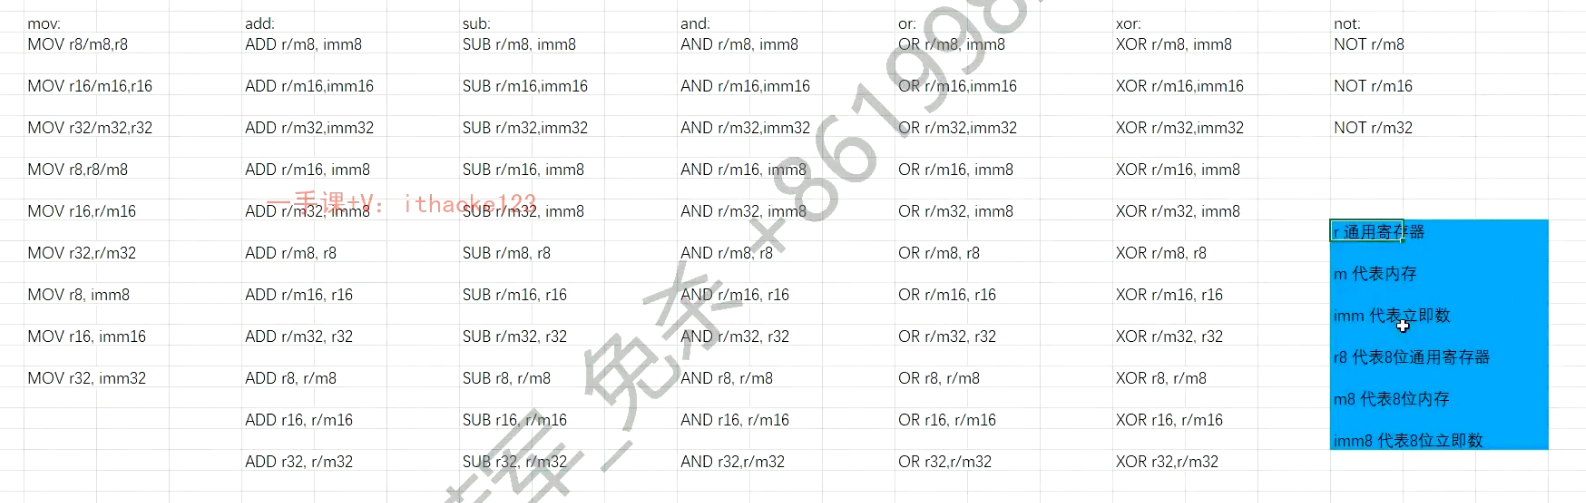 mov: add: sub: and: or: xor: not:
MOV r8/m8,r8 ADD r/m8, imm8 SUB r/m8, imm8 AND r/m8, imm8 OR r/m8, imm8 XOR r/m8, imm8 NOT r/m8
MOV r16/m16,r16 ADD r/m16,imm16 SUB r/m16,imm16 AND r/m16,imm16 OR r/m16,imm16 XOR r/m16,imm16 NOT r/m16
MOV r32/m32,r32 ADD r/m32,imm32 SUB r/m32,imm32 AND r/m32,imm32 OR r/m32,imm32 XOR r/m32,imm32 NOT r/m32
MOV r8,r8/m8 ADD r/m16, imm8 SUB r/m16, imm8 AND r/m16, imm8 OR r/m16, imm8 XOR r/m16, imm8
一手课+V: ithaoke123
MOV r16,r/m16 ADD r/m32, imm8 SUB r/m32, imm8 AND r/m32, imm8 OR r/m32, imm8 XOR r/m32, imm8
r 通用寄存器
MOV r32,r/m32 ADD r/m8, r8 SUB r/m8, r8 AND r/m8, r8 OR r/m8, r8 XOR r/m8, r8
m 代表内存
MOV r8, imm8 ADD r/m16, r16 SUB r/m16, r16 AND r/m16, r16 OR r/m16, r16 XOR r/m16, r16
imm 代表立即数
MOV r16, imm16 ADD r/m32, r32 SUB r/m32, r32 AND r/m32, r32 OR r/m32, r32 XOR r/m32, r32
r8 代表8位通用寄存器
MOV r32, imm32 ADD r8, r/m8 SUB r8, r/m8 AND r8, r/m8 OR r8, r/m8 XOR r8, r/m8
m8 代表8位内存
ADD r16, r/m16 SUB r16, r/m16 AND r16, r/m16 OR r16, r/m16 XOR r16, r/m16
imm8 代表8位立即数
ADD r32, r/m32 SUB r32, r/m32 AND r32,r/m32 OR r32,r/m32 XOR r32,r/m32
军_免杀 +861998